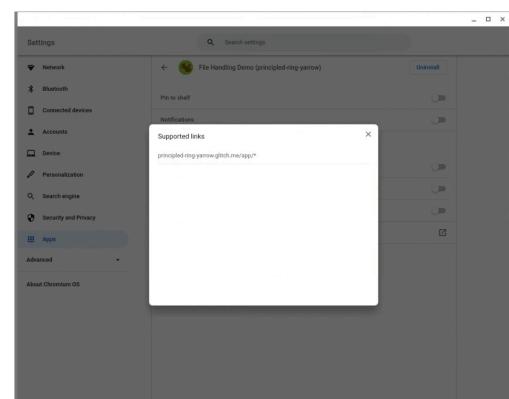 Settings
Search settings
Network
Bluetooth
Connected devices
Accounts
Device
Personalization
Search engine
Security and Privacy
Apps
Advanced
About Chromium OS
File Handling Demo (principled-ring-yarrow)
Uninstall
Pin to shelf
Notifications
Supported links
principled-ring-yarrow.glitch.me/app/*